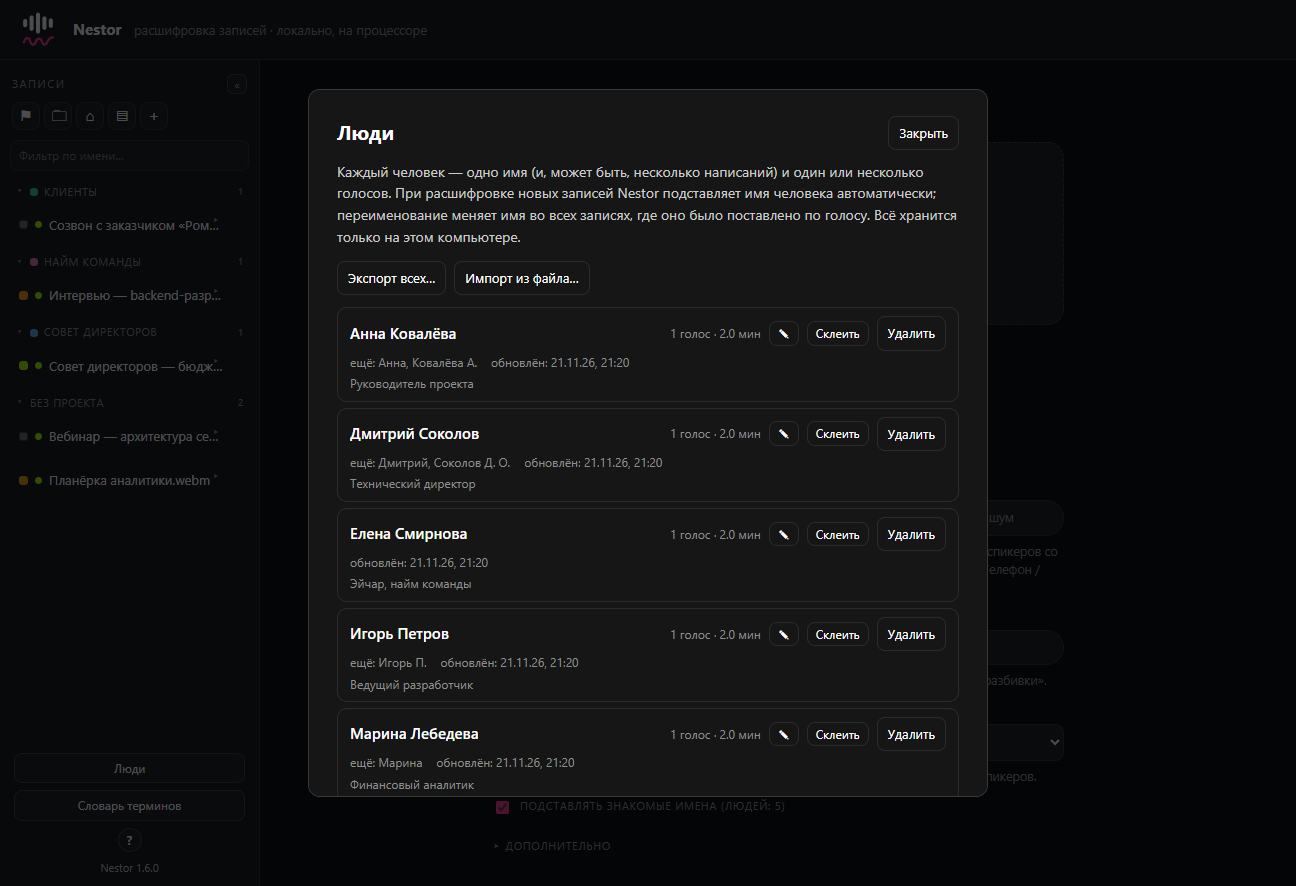 Nestor расшифровка записей · локально, на процессоре
ЗАПИСИ
«
+
Фильтр по имени...
КЛИЕНТЫ 1
Созвон с заказчиком «Ром...
НАЙМ КОМАНДЫ 1
Интервью — backend-разр...
СОВЕТ ДИРЕКТОРОВ 1
Совет директоров — бюдж...
БЕЗ ПРОЕКТА 2
Вебинар — архитектура се...
Планёрка аналитики.webm
Люди
Словарь терминов
?
Nestor 1.6.0
Люди
Закрыть
Каждый человек — одно имя (и, может быть, несколько написаний) и один или несколько
голосов. При расшифровке новых записей Nestor подставляет имя человека автоматически;
переименование меняет имя во всех записях, где оно было поставлено по голосу. Всё хранится
только на этом компьютере.
Экспорт всех... Импорт из файла...
Анна Ковалёва 1 голос · 2.0 мин Склеить Удалить
ещё: Анна, Ковалёва А. обновлён: 21.11.26, 21:20
Руководитель проекта
Дмитрий Соколов 1 голос · 2.0 мин Склеить Удалить
ещё: Дмитрий, Соколов Д. О. обновлён: 21.11.26, 21:20
Технический директор
Елена Смирнова 1 голос · 2.0 мин Склеить Удалить
обновлён: 21.11.26, 21:20
Эйчар, найм команды
Игорь Петров 1 голос · 2.0 мин Склеить Удалить
ещё: Игорь П. обновлён: 21.11.26, 21:20
Ведущий разработчик
Марина Лебедева 1 голос · 2.0 мин Склеить Удалить
ещё: Марина обновлён: 21.11.26, 21:20
Финансовый аналитик
шум
спикеров со
елефон /
разбивки».
пикеров.
ПОДСТАВЛЯТЬ ЗНАКОМЫЕ ИМЕНА (ЛЮДЕЙ: 5)
ДОПОЛНИТЕЛЬНО